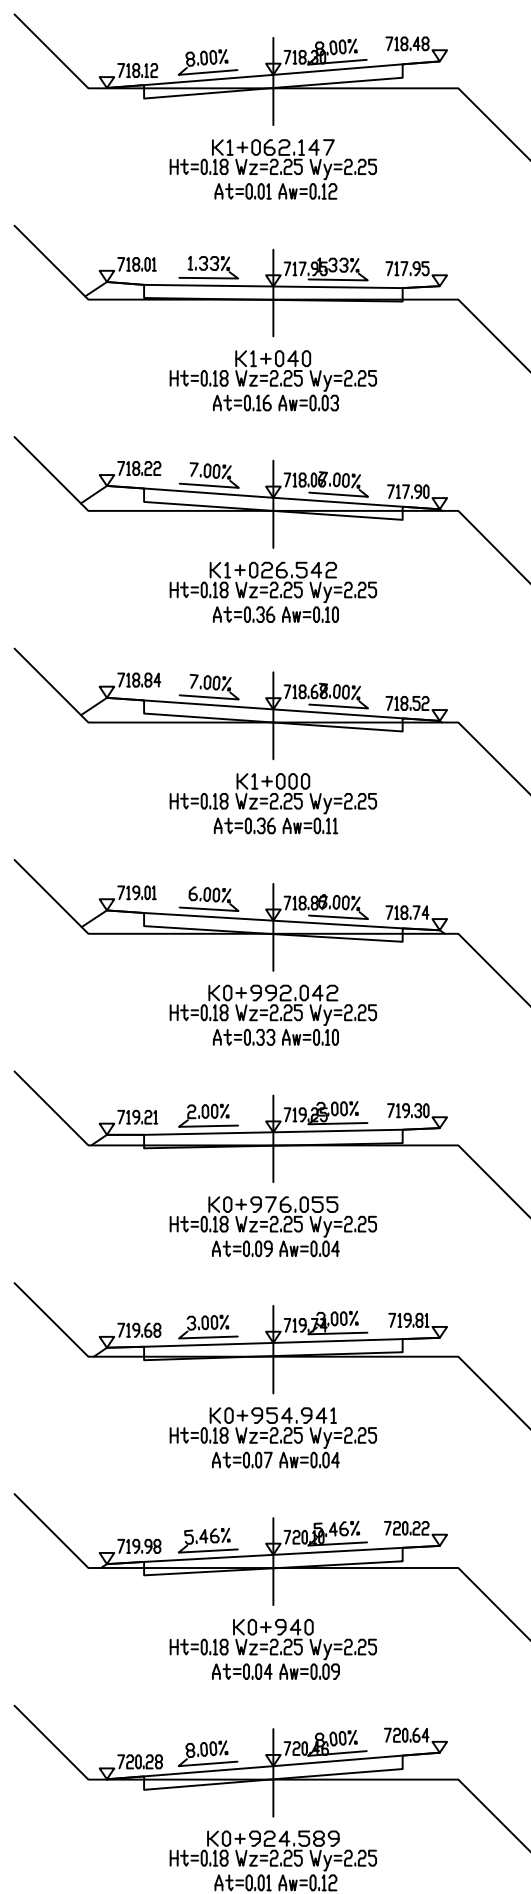 8.00% 8.00%
718.12 718.30 718.48
K1+062.147
Ht=0.18 Wz=2.25 Wy=2.25
At=0.01 Aw=0.12
1.33% 1.33%
718.01 717.95 717.95
K1+040
Ht=0.18 Wz=2.25 Wy=2.25
At=0.16 Aw=0.03
7.00% 7.00%
718.22 718.06 717.90
K1+026.542
Ht=0.18 Wz=2.25 Wy=2.25
At=0.36 Aw=0.10
7.00% 7.00%
718.84 718.68 718.52
K1+000
Ht=0.18 Wz=2.25 Wy=2.25
At=0.36 Aw=0.11
6.00% 6.00%
719.01 718.87 718.74
K0+992.042
Ht=0.18 Wz=2.25 Wy=2.25
At=0.33 Aw=0.10
2.00% 2.00%
719.21 719.25 719.30
K0+976.055
Ht=0.18 Wz=2.25 Wy=2.25
At=0.09 Aw=0.04
3.00% 3.00%
719.68 719.74 719.81
K0+954.941
Ht=0.18 Wz=2.25 Wy=2.25
At=0.07 Aw=0.04
5.46% 5.46%
719.98 720.10 720.22
K0+940
Ht=0.18 Wz=2.25 Wy=2.25
At=0.04 Aw=0.09
8.00% 8.00%
720.28 720.46 720.64
K0+924.589
Ht=0.18 Wz=2.25 Wy=2.25
At=0.01 Aw=0.12